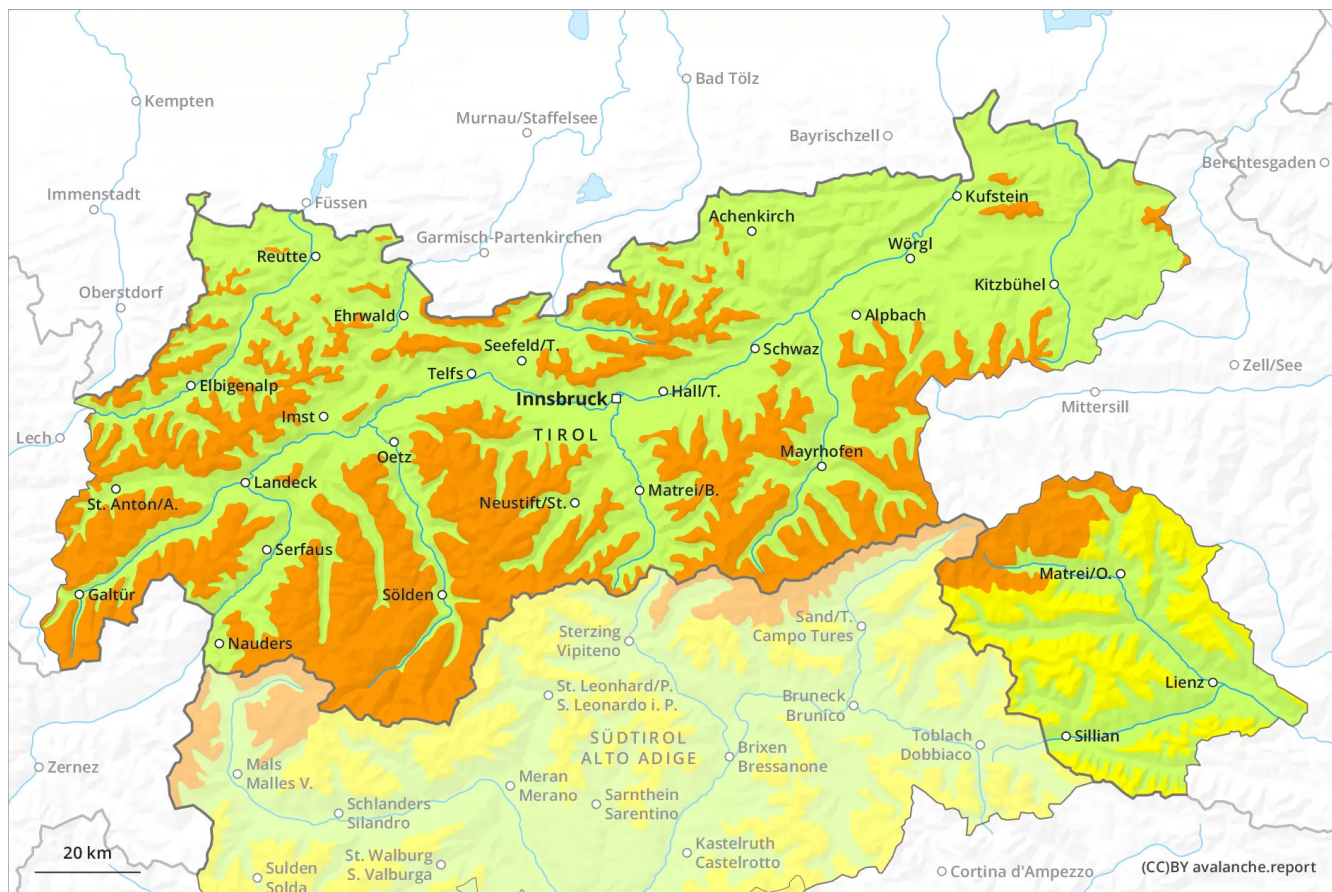 Kempten
Bad Tölz
Murnau/Staffelsee
Bayrischzell
Berchtesgaden
Immenstadt
Füssen
Kufstein
Achenkirch
Garmisch-Partenkirchen
Wörgl
Reutte
Kitzbühel
Oberstdorf
Ehrwald
Alpbach
Seefeld/T.
Schwaz
Zell/See
Telfs
Elbigenalp
Hall/T.
Innsbruck
Mittersill
Imst
Lech
TIROL
Oetz
Mayrhofen
Landeck
Matrei/B.
St. Anton/A.
Neustift/St.
Serfaus
Matrei/O.
Galtür
Sölden
Sterzing
Vipiteno
Sand/T.
Campo Tures
Nauders
Lienz
St. Leonhard/P.
S. Leonardo i. P.
Bruneck
Brunico
SÜDTIROL
ALTO ADIGE
Toblach
Dobbiaco
Sillian
Brixen
Bressanone
Zernez
Mals
Malles V.
Meran
Merano
Sarnthein
Sarentino
Schlanders
Silandro
Kastelruth
Castelrotto
20 km
St. Walburg
S. Valburga
Sulden
Solda
Cortina d'Ampezzo
(CC)BY avalanche.report